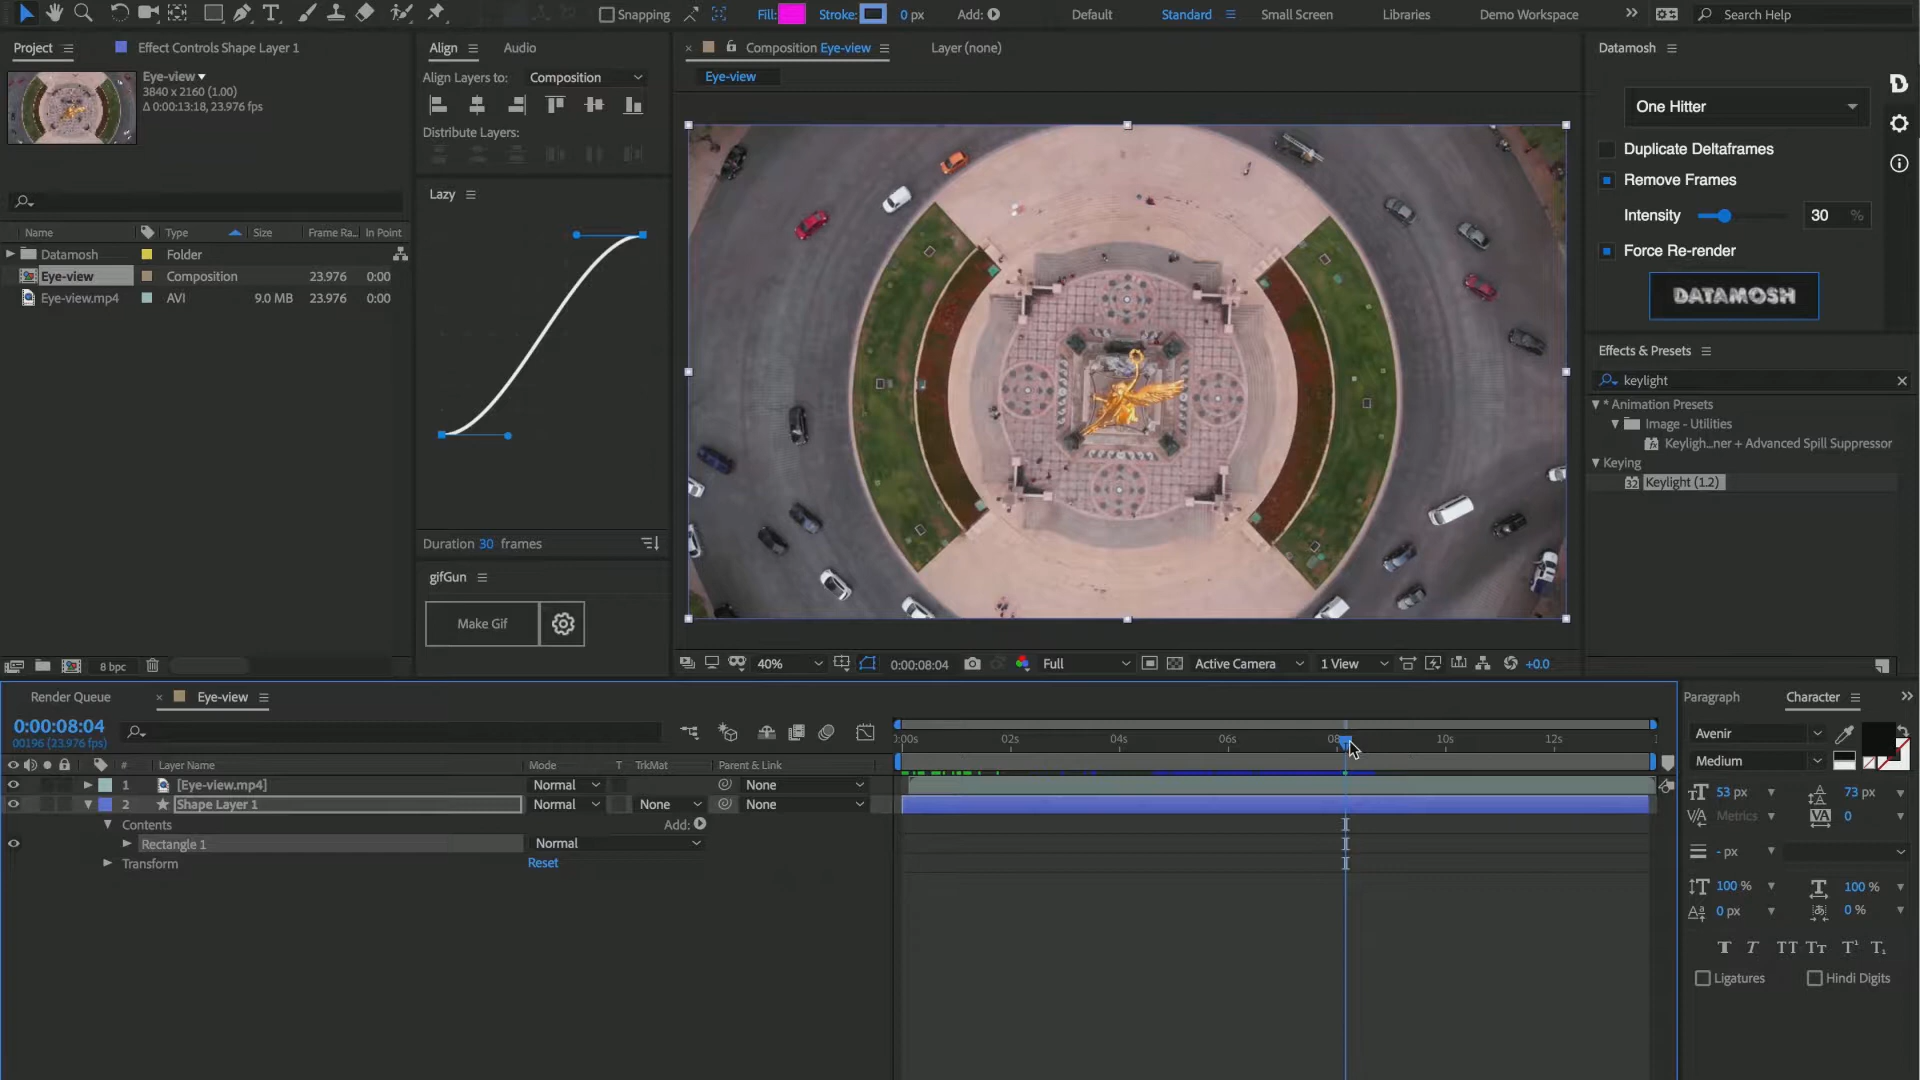 Snapping
Fill:
Stroke:
0 px
Add:
Default
Standard
Small Screen
Libraries
Demo Workspace
Search Help
Project
Effect Controls Shape Layer 1
Align
Audio
Composition Eye-view
Layer (none)
Datamosh
Eye-view
3840 x 2160 (1.00)
Δ 0:00:13:18, 23.976 fps
Align Layers to:
Composition
Eye-view
Distribute Layers:
One Hitter
Duplicate Deltaframes
Remove Frames
Intensity
30
%
Force Re-render
DATAMOSH
Lazy
Name
Type
Size
Frame Ra...
In Point
Datamosh
Folder
Eye-view
Composition
23.976
0:00
Eye-view.mp4
AVI
9.0 MB
23.976
0:00
Effects & Presets
keylight
* Animation Presets
Image - Utilities
Keyligh...ner + Advanced Spill Suppressor
Keying
Keylight (1.2)
Duration 30 frames
gifGun
Make Gif
8 bpc
40%
0:00:08:04
Full
Active Camera
1 View
+0.0
Render Queue
Eye-view
0:00:08:04
00196 (23.976 fps)
#
Layer Name
Mode
T
TrkMat
Parent & Link
1
[Eye-view.mp4]
Normal
None
2
Shape Layer 1
Normal
None
None
Contents
Add:
Rectangle 1
Normal
Transform
Reset
):00s
02s
04s
06s
10s
12s
Paragraph
Character
Avenir
Medium
53 px
73 px
Metrics
0
- px
100 %
100 %
0 px
0 %
T
T
TT
Tt
T¹
T₁
Ligatures
Hindi Digits